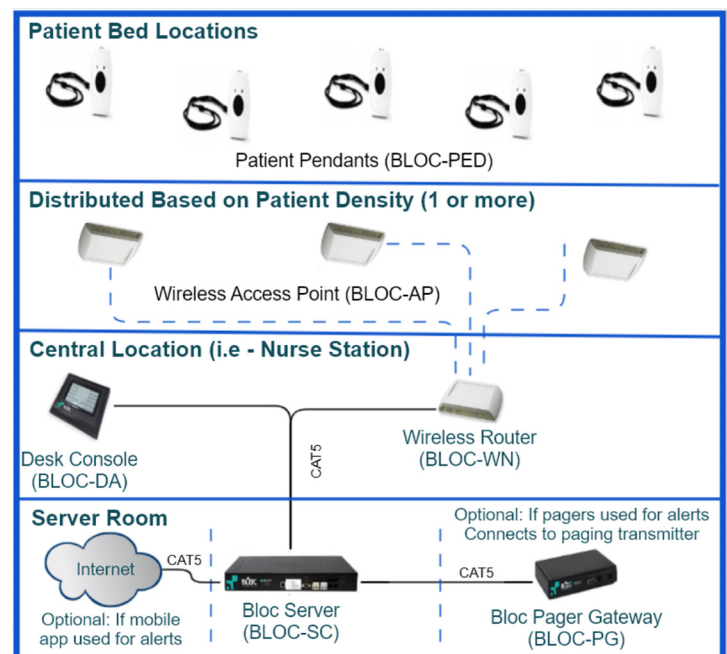 Patient Bed Locations
Patient Pendants (BLOC-PED)
Distributed Based on Patient Density (1 or more)
Wireless Access Point (BLOC-AP)
Central Location (i.e - Nurse Station)
Desk Console
(BLOC-DA)
CAT5
Wireless Router
(BLOC-WN)
Server Room
Optional: If pagers used for alerts
Connects to paging transmitter
Internet
CAT5
Optional: If mobile
app used for alerts
BLOC
Bloc Server
(BLOC-SC)
CAT5
BLOC
Bloc Pager Gateway
(BLOC-PG)